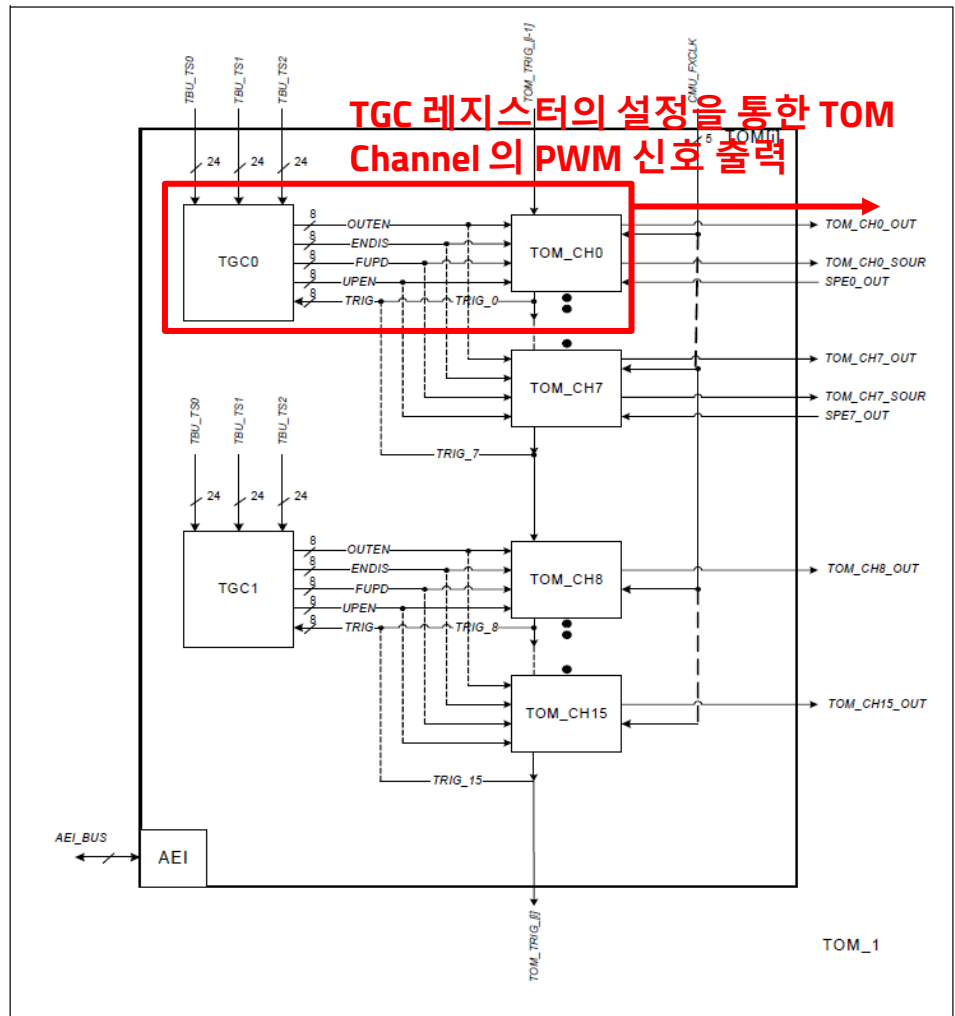 TBU_TS0
TBU_TS1
TBU_TS2
TOM_TRIG_[i-1]
CMU_FXCLK
TGC 레지스터의 설정을 통한 TOM
Channel 의 PWM 신호 출력
5
TOM[i]
24
24
24
TGC0
8
OUTEN
8
ENDIS
8
FUPD
8
UPEN
8
TRIG
TRIG_0
TOM_CH0
TOM_CH0_OUT
TOM_CH0_SOUR
SPE0_OUT
TOM_CH7
TOM_CH7_OUT
TOM_CH7_SOUR
SPE7_OUT
TRIG_7
TBU_TS0
TBU_TS1
TBU_TS2
24
24
24
TGC1
8
OUTEN
8
ENDIS
8
FUPD
8
UPEN
8
TRIG
TRIG_8
TOM_CH8
TOM_CH8_OUT
TOM_CH15
TOM_CH15_OUT
TRIG_15
AEI_BUS
AEI
TOM_TRIG_[i]
TOM_1